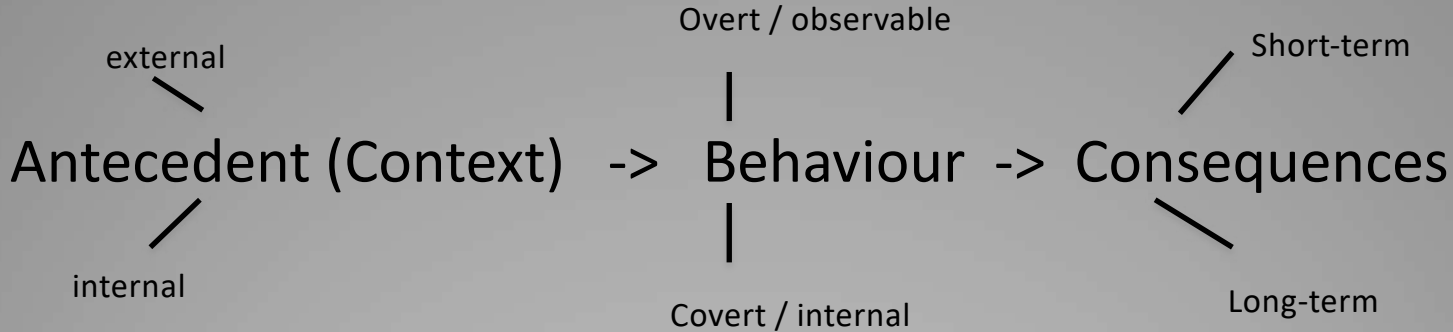 Overt / observable
external
Short-term
Antecedent (Context) -> Behaviour -> Consequences
internal
Long-term
Covert / internal